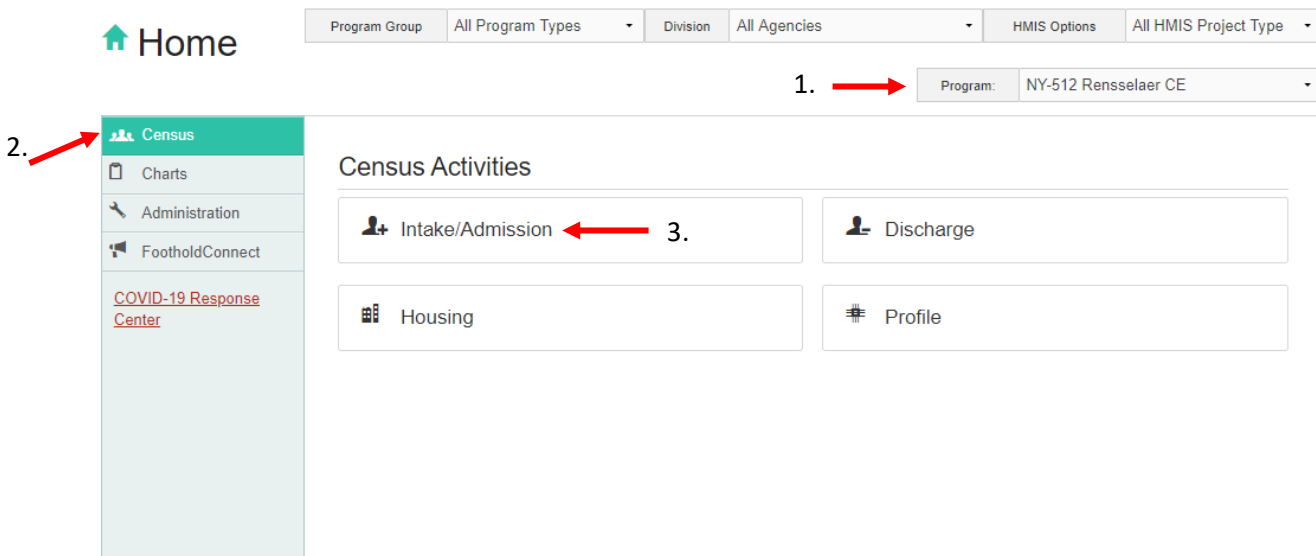 Home
Program Group All Program Types Division All Agencies HMIS Options All HMIS Project Type
1. Program: NY-512 Rensselaer CE
2. Census
Charts
Administration
FootholdConnect
COVID-19 Response
Center
Census Activities
Intake/Admission 3. Discharge
Housing Profile